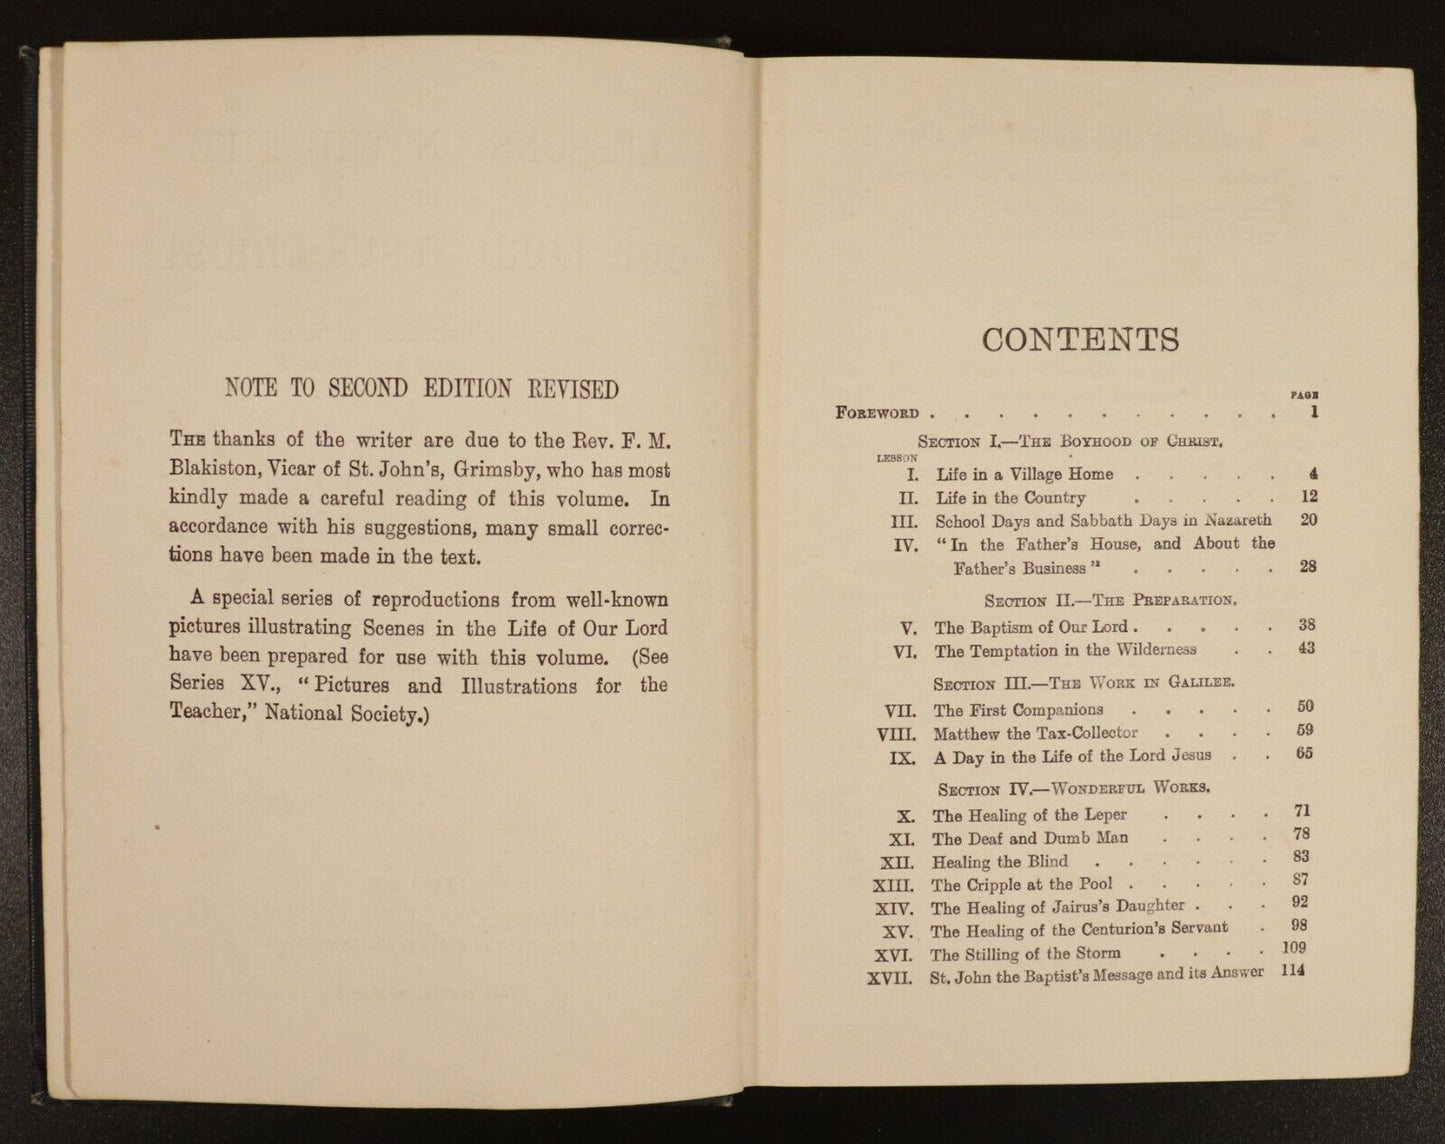 NOTE TO SECOND EDITION REVISED
THE thanks of the writer are due to the Rev. F. M.
Blakiston, Vicar of St. John's, Grimsby, who has most
kindly made a careful reading of this volume. In
accordance with his suggestions, many small correc-
tions have been made in the text.
A special series of reproductions from well-known
pictures illustrating Scenes in the Life of Our Lord
have been prepared for use with this volume. (See
Series XV., "Pictures and Illustrations for the
Teacher," National Society.)
CONTENTS
PAGE
FOREWORD . . . . . . . . . . . 1
SECTION I.—THE BOYHOOD OF CHRIST.
LESSON
I. Life in a Village Home . . . . . 4
II. Life in the Country . . . . . 12
III. School Days and Sabbath Days in Nazareth 20
IV. "In the Father's House, and About the
Father's Business" . . . . . 28
SECTION II.—THE PREPARATION.
V. The Baptism of Our Lord . . . . . 38
VI. The Temptation in the Wilderness . . 43
SECTION III.—THE WORK IN GALILEE.
VII. The First Companions . . . . . 50
VIII. Matthew the Tax-Collector . . . . 59
IX. A Day in the Life of the Lord Jesus . . 65
SECTION IV.—WONDERFUL WORKS.
X. The Healing of the Leper . . . . 71
XI. The Deaf and Dumb Man . . . . 78
XII. Healing the Blind . . . . . . 83
XIII. The Cripple at the Pool . . . . . 87
XIV. The Healing of Jairus's Daughter . . . 92
XV. The Healing of the Centurion's Servant . 98
XVI. The Stilling of the Storm . . . . 109
XVII. St. John the Baptist's Message and its Answer 114